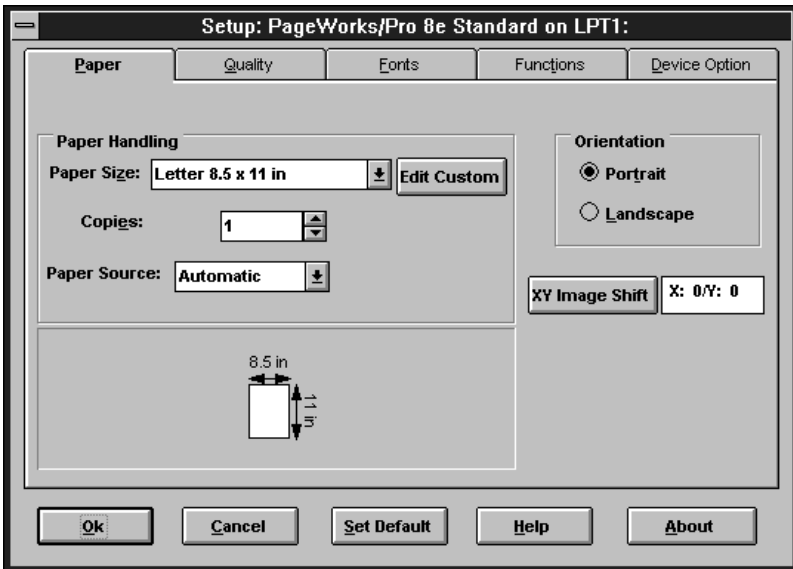 Setup: PageWorks/Pro 8e Standard on LPT1:
Paper
Quality
Fonts
Functions
Device Option
Paper Handling
Paper Size: Letter 8.5 x 11 in Edit Custom
Copies: 1
Paper Source: Automatic
Orientation
Portrait
Landscape
XY Image Shift X: 0/Y: 0
8.5 in
11 in
Ok
Cancel
Set Default
Help
About